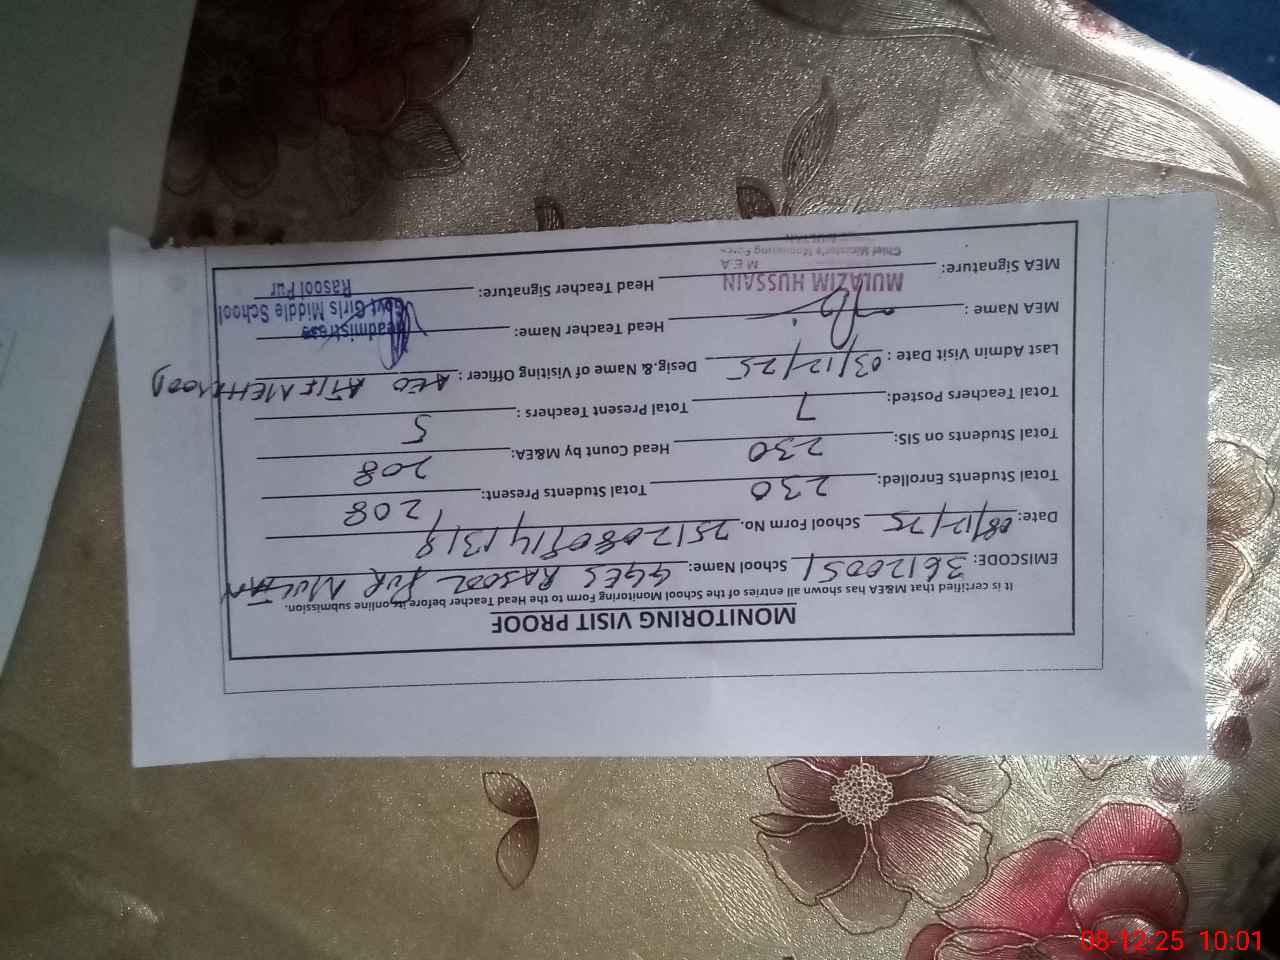 MONITORING VISIT PROOF
It is certified that M&EA has shown all entries of the School Monitoring Form to the Head Teacher before its online submission.
EMISCODE: 36120051 School Name: GGES RASOOL PUR MULTAN
Date: 08/12/25 School Form No.
Total Students Enrolled: 230 Total Students Present: 208
Total Students on SIS: 230 Head Count by M&EA: 208
Total Teachers Posted: 7 Total Present Teachers : 5
Last Admin Visit Date : 03/12/25 Desig.& Name of Visiting Officer : AEO ATIF MEHMOOD
MEA Name : Head Teacher Name: Headmistress
Govt Girls Middle School
MEA Signature: MULAZIM HUSSAIN Head Teacher Signature: Rasool Pur
M E A
Chief Minister's Monitoring Force
08-12-25 10:01